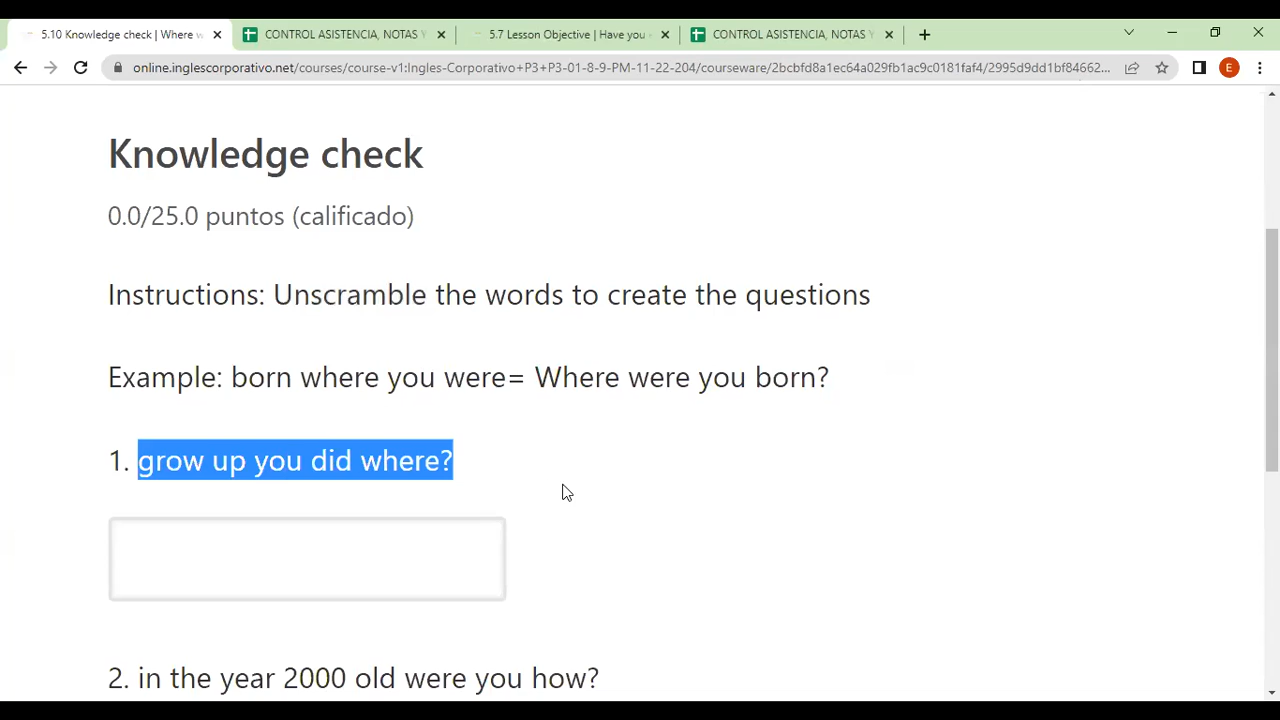 5.10 Knowledge check | Where w
CONTROL ASISTENCIA, NOTAS Y
5.7 Lesson Objective | Have you
CONTROL ASISTENCIA, NOTAS Y
online.inglescorporativo.net/courses/course-v1:Ingles-Corporativo+P3+P3-01-8-9-PM-11-22-204/courseware/2bcbfd8a1ec64a029fb1ac9c0181faf4/2995d9dd1bf84662...
E
Knowledge check
0.0/25.0 puntos (calificado)
Instructions: Unscramble the words to create the questions
Example: born where you were= Where were you born?
1. grow up you did where?
2. in the year 2000 old were you how?